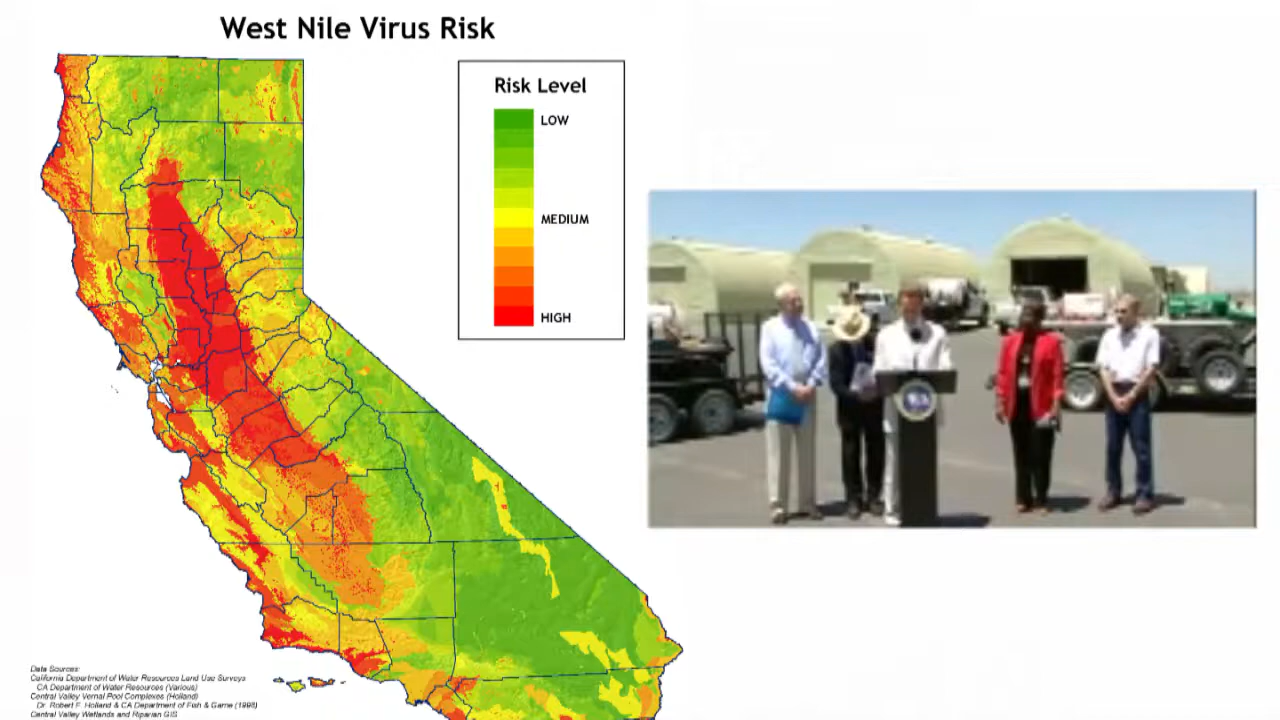 West Nile Virus Risk
Risk Level
LOW
MEDIUM
HIGH
Data Sources:
California Department of Water Resources Land Use Surveys
CA Department of Water Resources (Various)
Central Valley Vernal Pool Complexes (Holland)
Dr. Robert F. Holland & CA Department of Fish & Game (1998)
Central Valley Wetlands and Riparian GIS